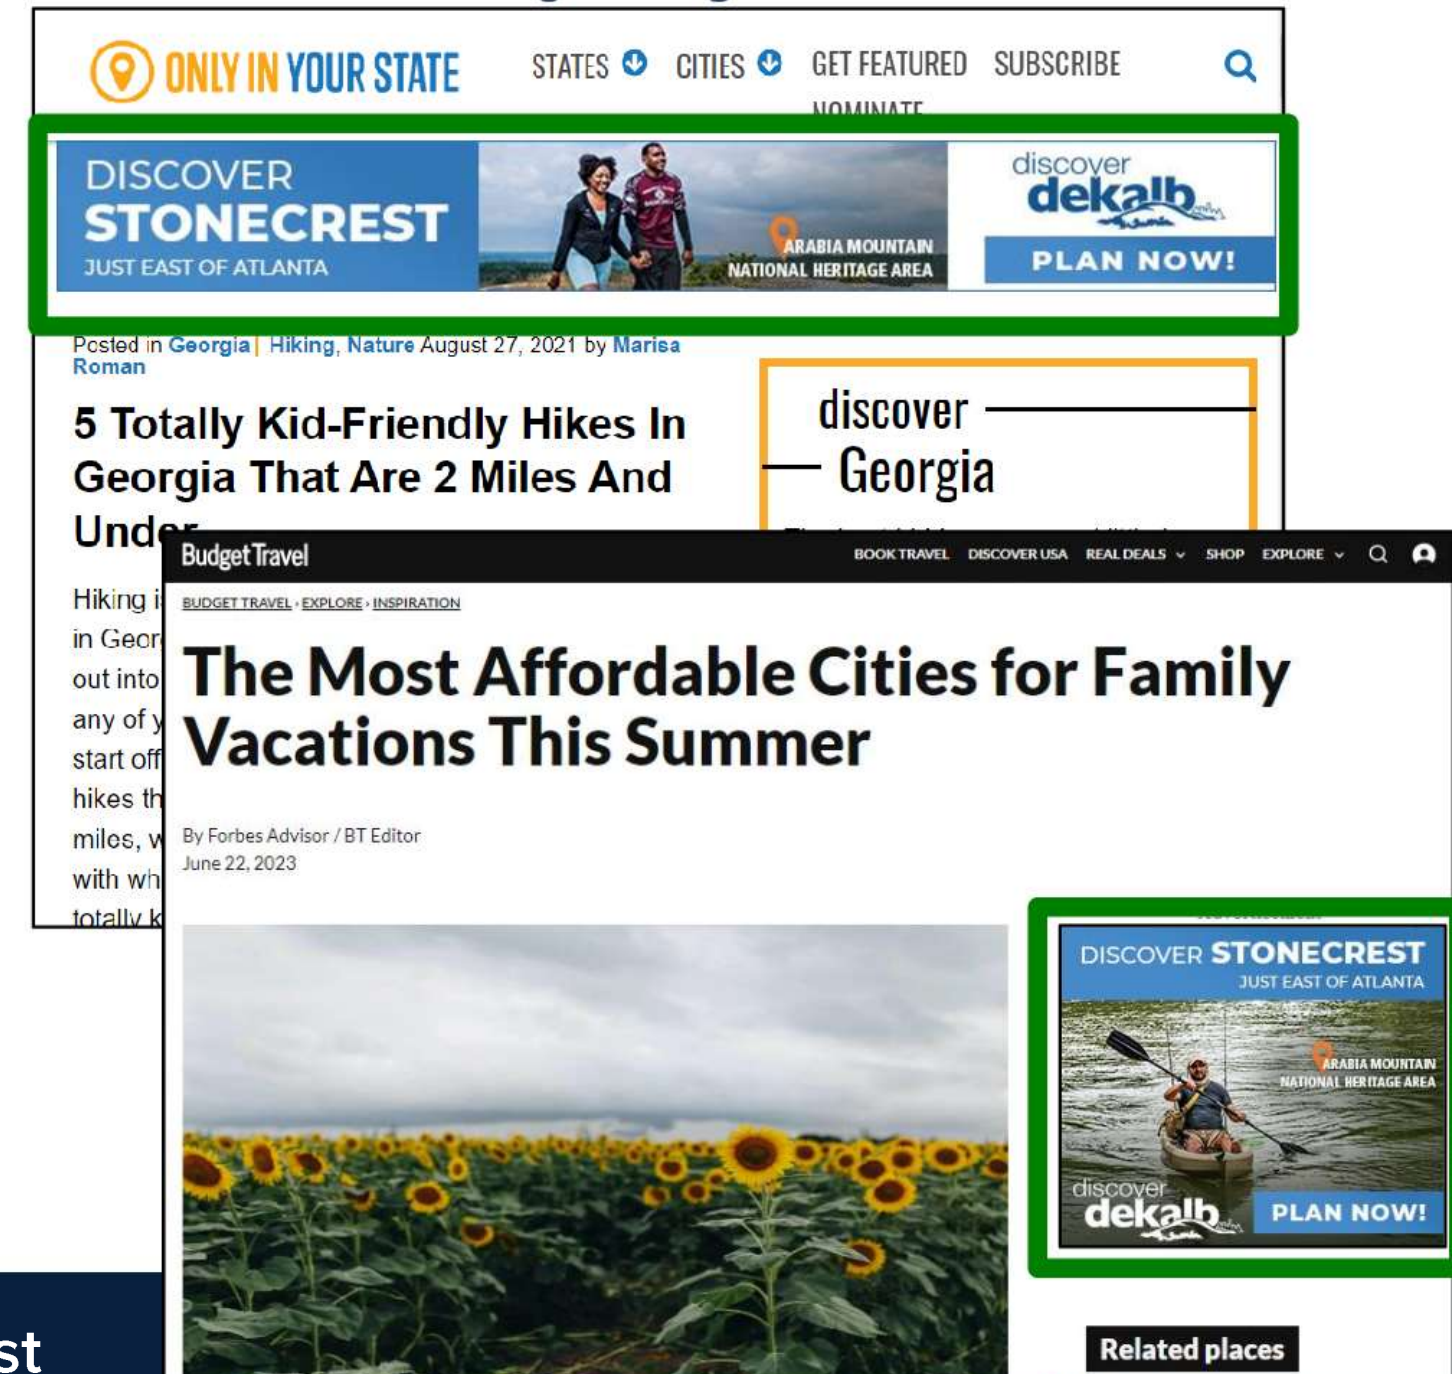 ONLY IN YOUR STATE
STATES CITIES GET FEATURED SUBSCRIBE
NOMINATE
DISCOVER
STONECREST
JUST EAST OF ATLANTA
ARABIA MOUNTAIN
NATIONAL HERITAGE AREA
discover
dekalb
PLAN NOW!
Posted in Georgia | Hiking, Nature August 27, 2021 by Marisa
Roman
5 Totally Kid-Friendly Hikes In
Georgia That Are 2 Miles And
Under
discover
Georgia
Hiking
in
out into
any of
start off
hikes
miles,
with
totally
Budget Travel
BOOK TRAVEL DISCOVER USA REAL DEALS SHOP EXPLORE
BUDGET TRAVEL › EXPLORE › INSPIRATION
The Most Affordable Cities for Family
Vacations This Summer
By Forbes Advisor / BT Editor
June 22, 2023
DISCOVER STONECREST
JUST EAST OF ATLANTA
ARABIA MOUNTAIN
NATIONAL HERITAGE AREA
discover
dekalb
PLAN NOW!
Related places
st